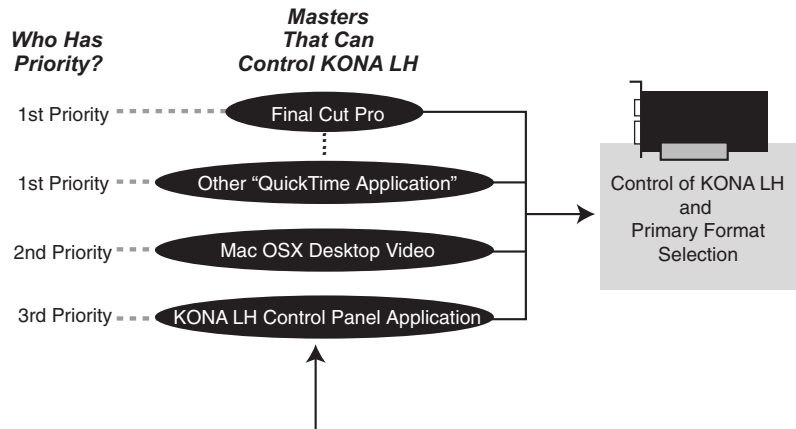 Who Has
Priority?
Masters
That Can
Control KONA LH
1st Priority
Final Cut Pro
1st Priority
Other “QuickTime Application”
2nd Priority
Mac OSX Desktop Video
3rd Priority
KONA LH Control Panel Application
Control of KONA LH
and
Primary Format
Selection